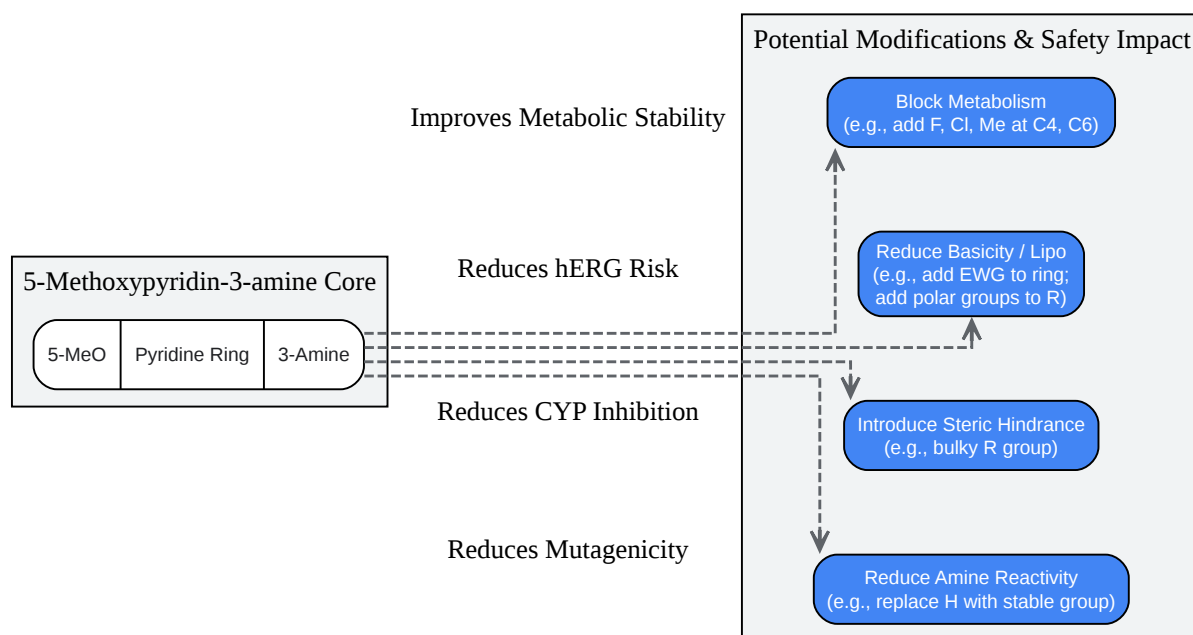 Potential Modifications & Safety Impact
Improves Metabolic Stability
Block Metabolism
(e.g., add F, Cl, Me at C4, C6)
Reduces hERG Risk
Reduce Basicity / Lipo
(e.g., add EWG to ring;
add polar groups to R)
5-Methoxypyridin-3-amine Core
5-MeO
Pyridine Ring
3-Amine
Reduces CYP Inhibition
Introduce Steric Hindrance
(e.g., bulky R group)
Reduces Mutagenicity
Reduce Amine Reactivity
(e.g., replace H with stable group)